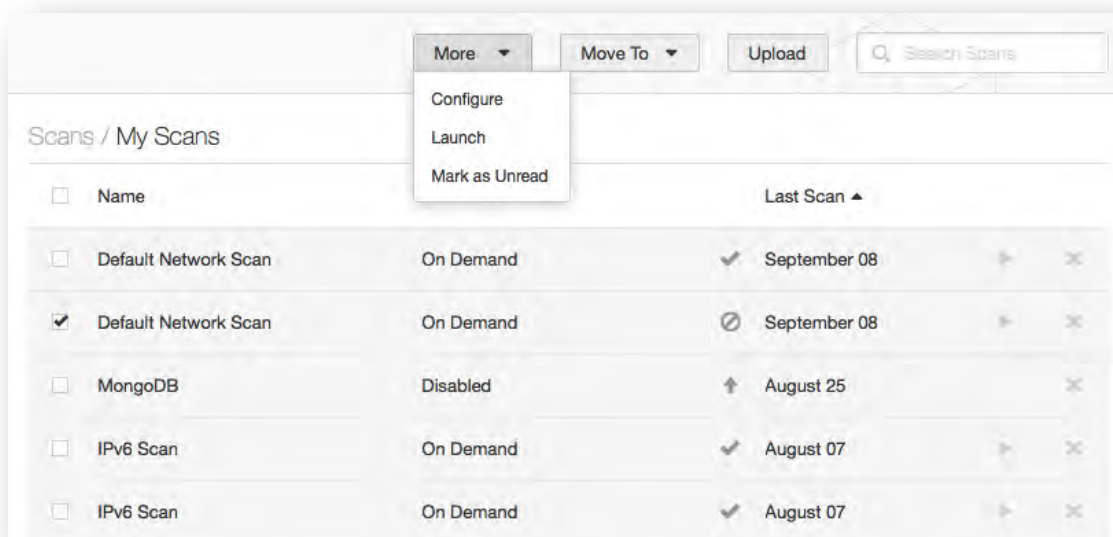 More Move To Upload Search Scans
Configure
Launch
Mark as Unread
Scans / My Scans
Name Last Scan
Default Network Scan On Demand September 08
Default Network Scan On Demand September 08
MongoDB Disabled August 25
IPv6 Scan On Demand August 07
IPv6 Scan On Demand August 07